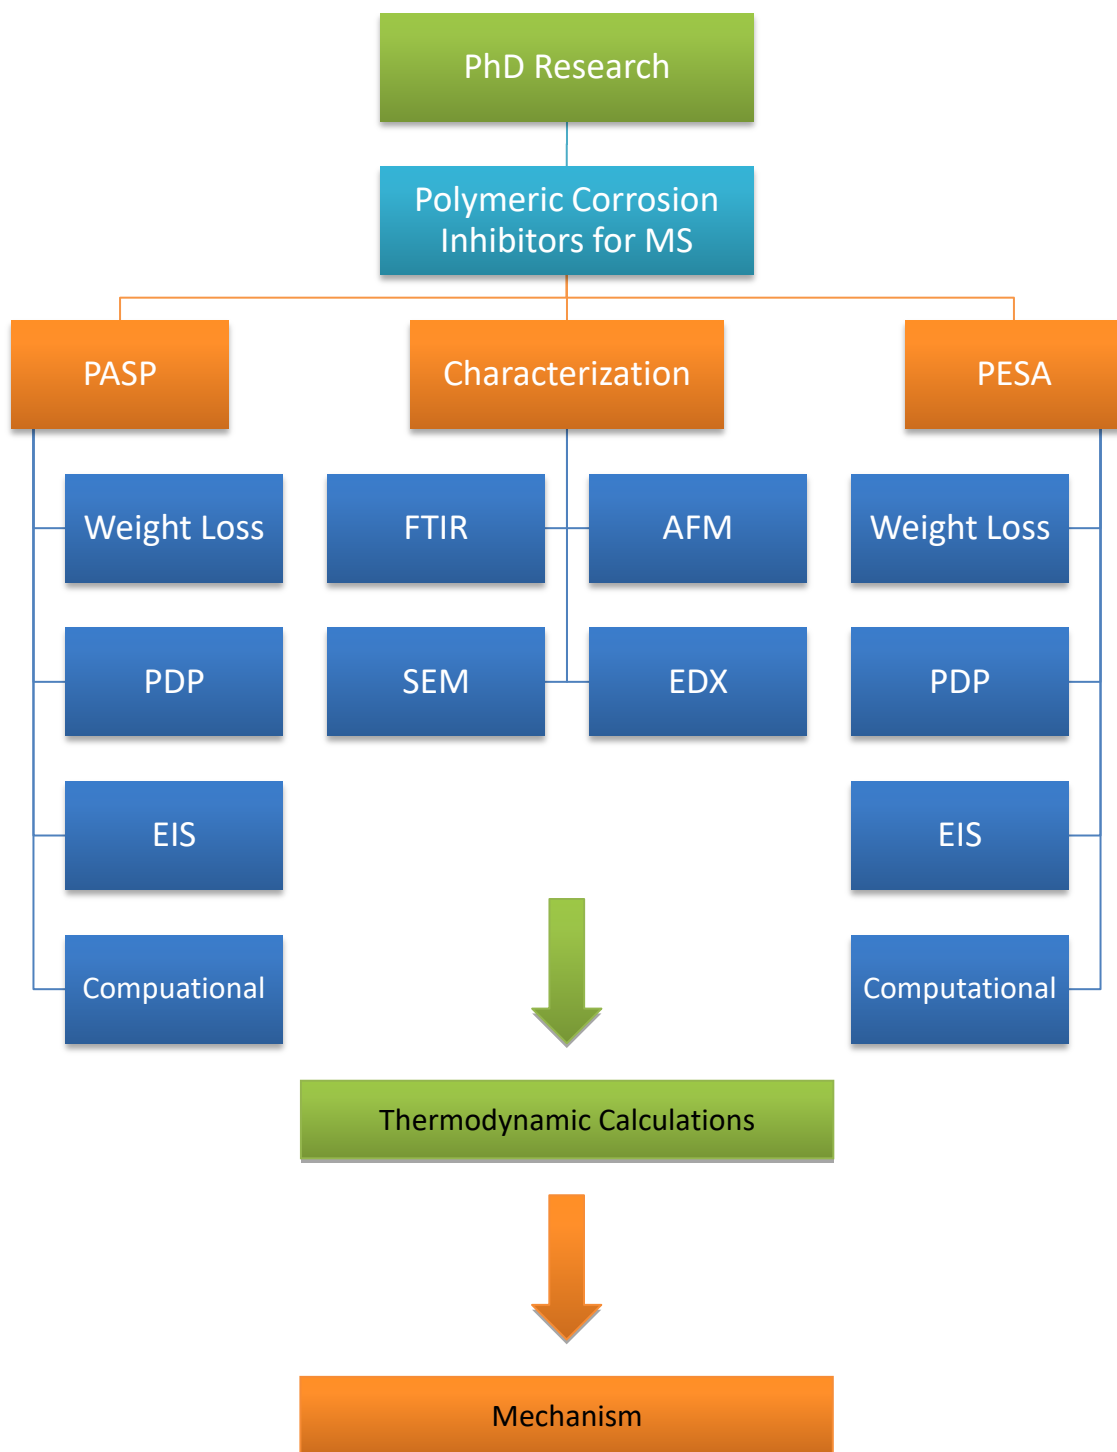 PhD Research
Polymeric Corrosion
Inhibitors for MS
PASP
Characterization
PESA
Weight Loss
FTIR
AFM
Weight Loss
PDP
SEM
EDX
PDP
EIS
EIS
Compuational
Computational
Thermodynamic Calculations
Mechanism